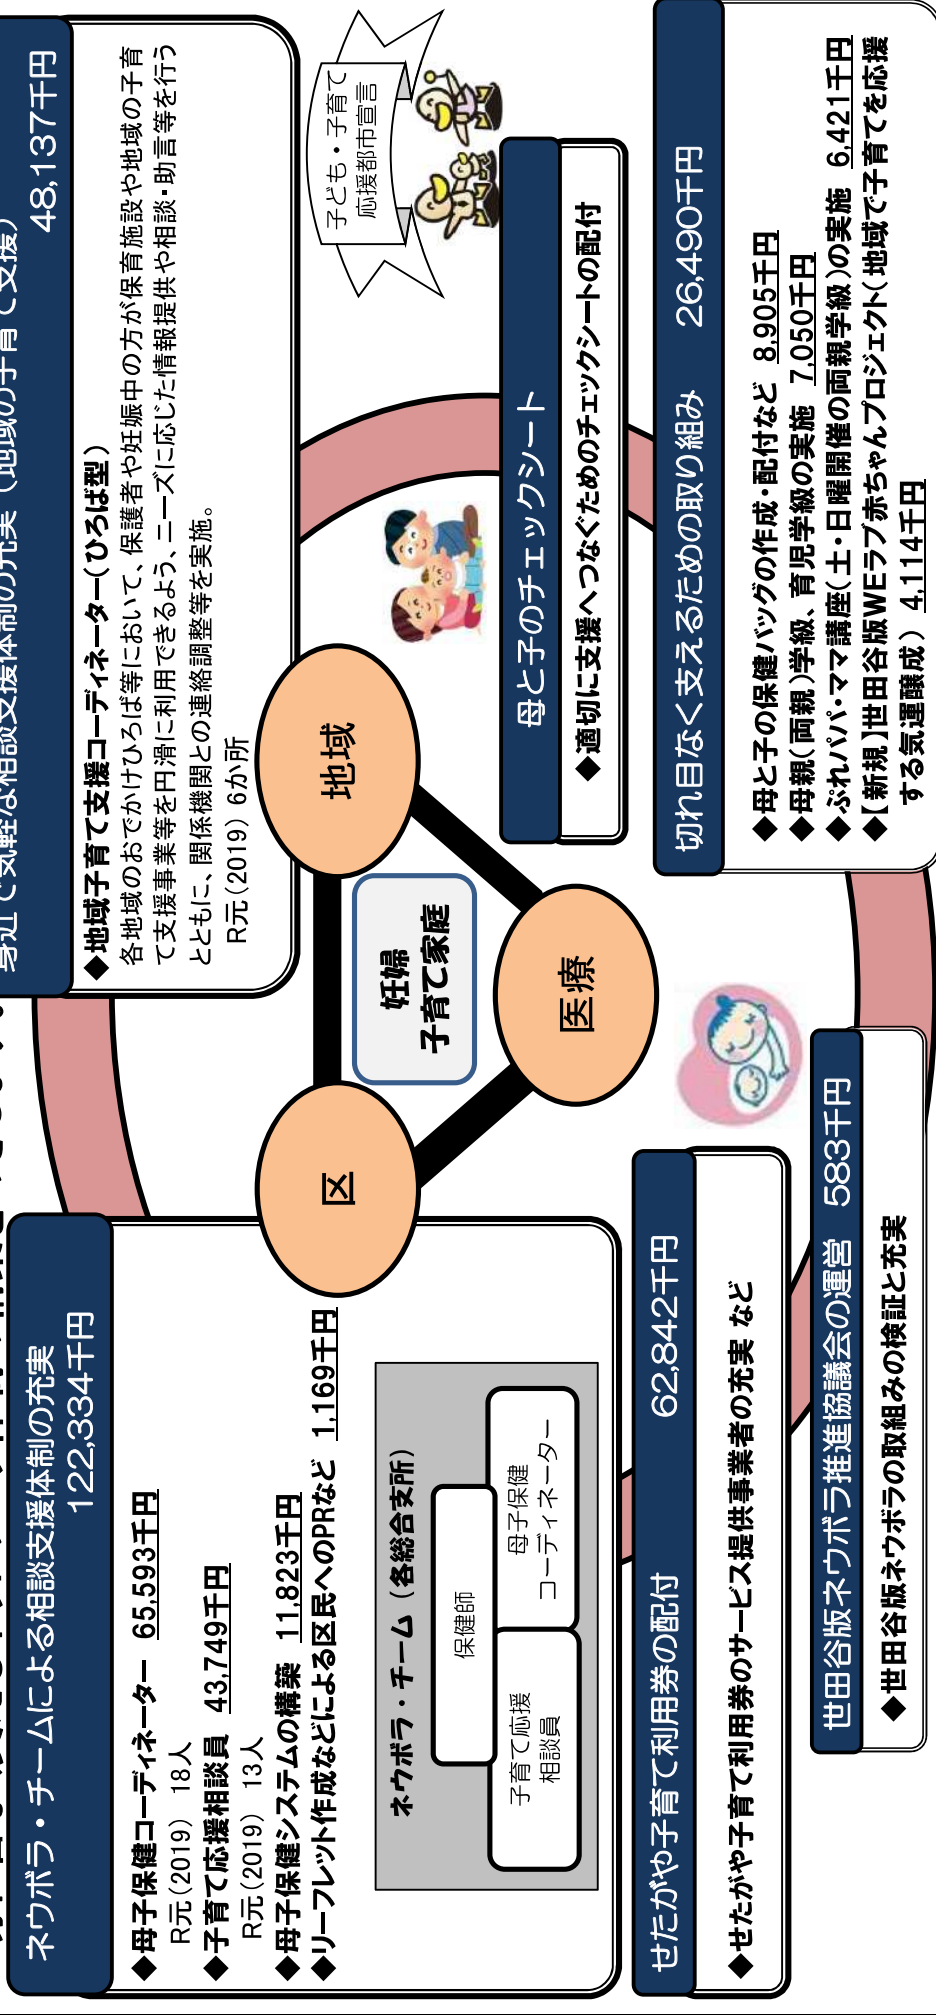 ネウボラ・チームによる相談支援体制の充実
122,334千円
◆母子保健コーディネーター　65,593千円
R元(2019)　18人
◆子育て応援相談員　43,749千円
R元(2019)　13人
◆母子保健システムの構築　11,823千円
◆リーフレット作成などによる区民へのPRなど　1,169千円
ネウボラ・チーム（各総合支所）
保健師
子育て応援
相談員
母子保健
コーディネーター
せたがや子育て利用券の配付　62,842千円
◆せたがや子育て利用券のサービス提供事業者の充実 など
世田谷版ネウボラ推進協議会の運営　583千円
◆世田谷版ネウボラの取組みの検証と充実
区
地域
医療
妊婦
子育て家庭
身近で気軽な相談支援体制の充実（地域の子育て支援）
48,137千円
◆地域子育て支援コーディネーター(ひろば型)
各地域のおでかけひろば等において、保護者や妊娠中の方が保育施設や地域の子育
て支援事業等を円滑に利用できるよう、ニーズに応じた情報提供や相談・助言等を行う
とともに、関係機関との連絡調整等を実施。
R元(2019) 6か所
子ども・子育て
応援都市宣言
母と子のチェックシート
◆適切に支援へつなぐためのチェックシートの配付
切れ目なく支えるための取り組み　26,490千円
◆母と子の保健バッグの作成・配付など　8,905千円
◆母親(両親)学級、育児学級の実施　7,050千円
◆ぷれパパ・ママ講座(土・日曜開催の両親学級)の実施　6,421千円
◆【新規】世田谷版WEラブ赤ちゃんプロジェクト(地域で子育てを応援
する気運醸成)　4,114千円